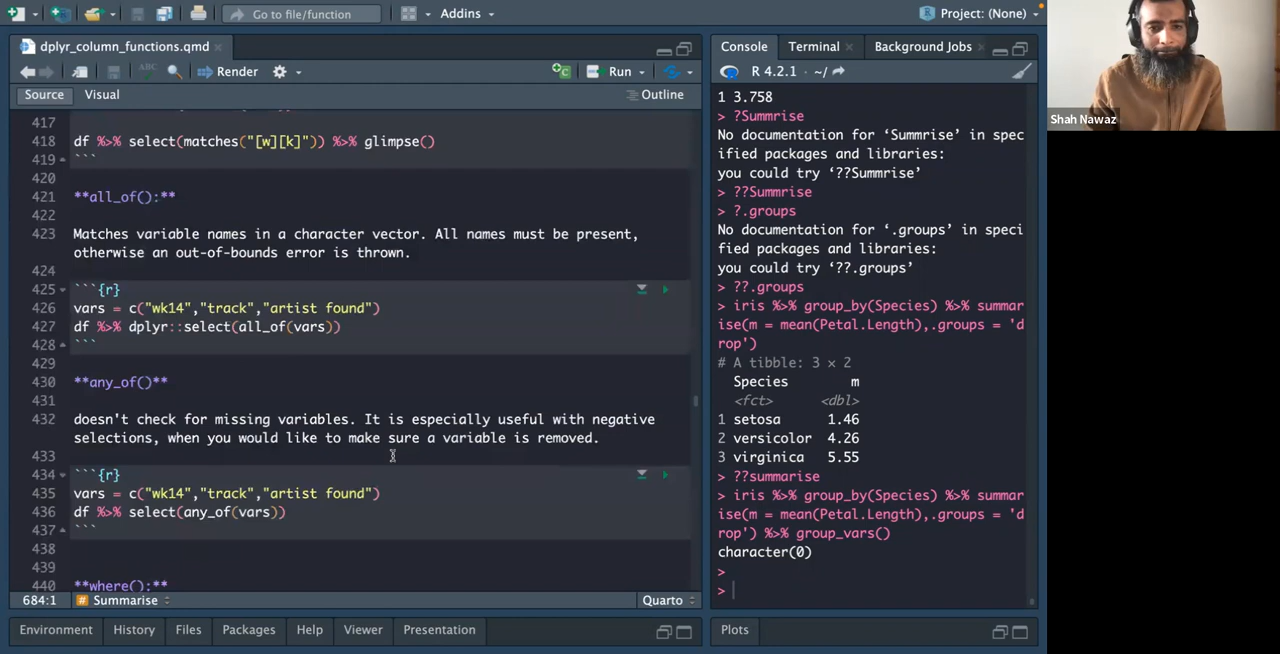 Go to file/function
Addins
Project: (None)
dplyr_column_functions.qmd
ABC
Render
Run
Source
Visual
Outline
417
418 df %>% select(matches("[w][k]")) %>% glimpse()
419 ```
420
421 **all_of():**
422
423 Matches variable names in a character vector. All names must be present,
otherwise an out-of-bounds error is thrown.
424
425 ```{r}
426 vars = c("wk14","track","artist found")
427 df %>% dplyr::select(all_of(vars))
428 ```
429
430 **any_of()**
431
432 doesn't check for missing variables. It is especially useful with negative
selections, when you would like to make sure a variable is removed.
433
434 ```{r}
435 vars = c("wk14","track","artist found")
436 df %>% select(any_of(vars))
437 ```
438
439
440 **where():**
684:1
# Summarise
Quarto
Environment
History
Files
Packages
Help
Viewer
Presentation
Console
Terminal
Background Jobs
R 4.2.1 · ~/
1 3.758
> ?Summrise
No documentation for ‘Summrise’ in spec
ified packages and libraries:
you could try ‘??Summrise’
> ??Summrise
> ?.groups
No documentation for ‘.groups’ in speci
fied packages and libraries:
you could try ‘??.groups’
> ??.groups
> iris %>% group_by(Species) %>% summar
ise(m = mean(Petal.Length),.groups = 'd
rop')
# A tibble: 3 × 2
Species m
<fct> <dbl>
1 setosa 1.46
2 versicolor 4.26
3 virginica 5.55
> ??summarise
> iris %>% group_by(Species) %>% summar
ise(m = mean(Petal.Length),.groups = 'd
rop') %>% group_vars()
character(0)
>
>
Plots
Shah Nawaz